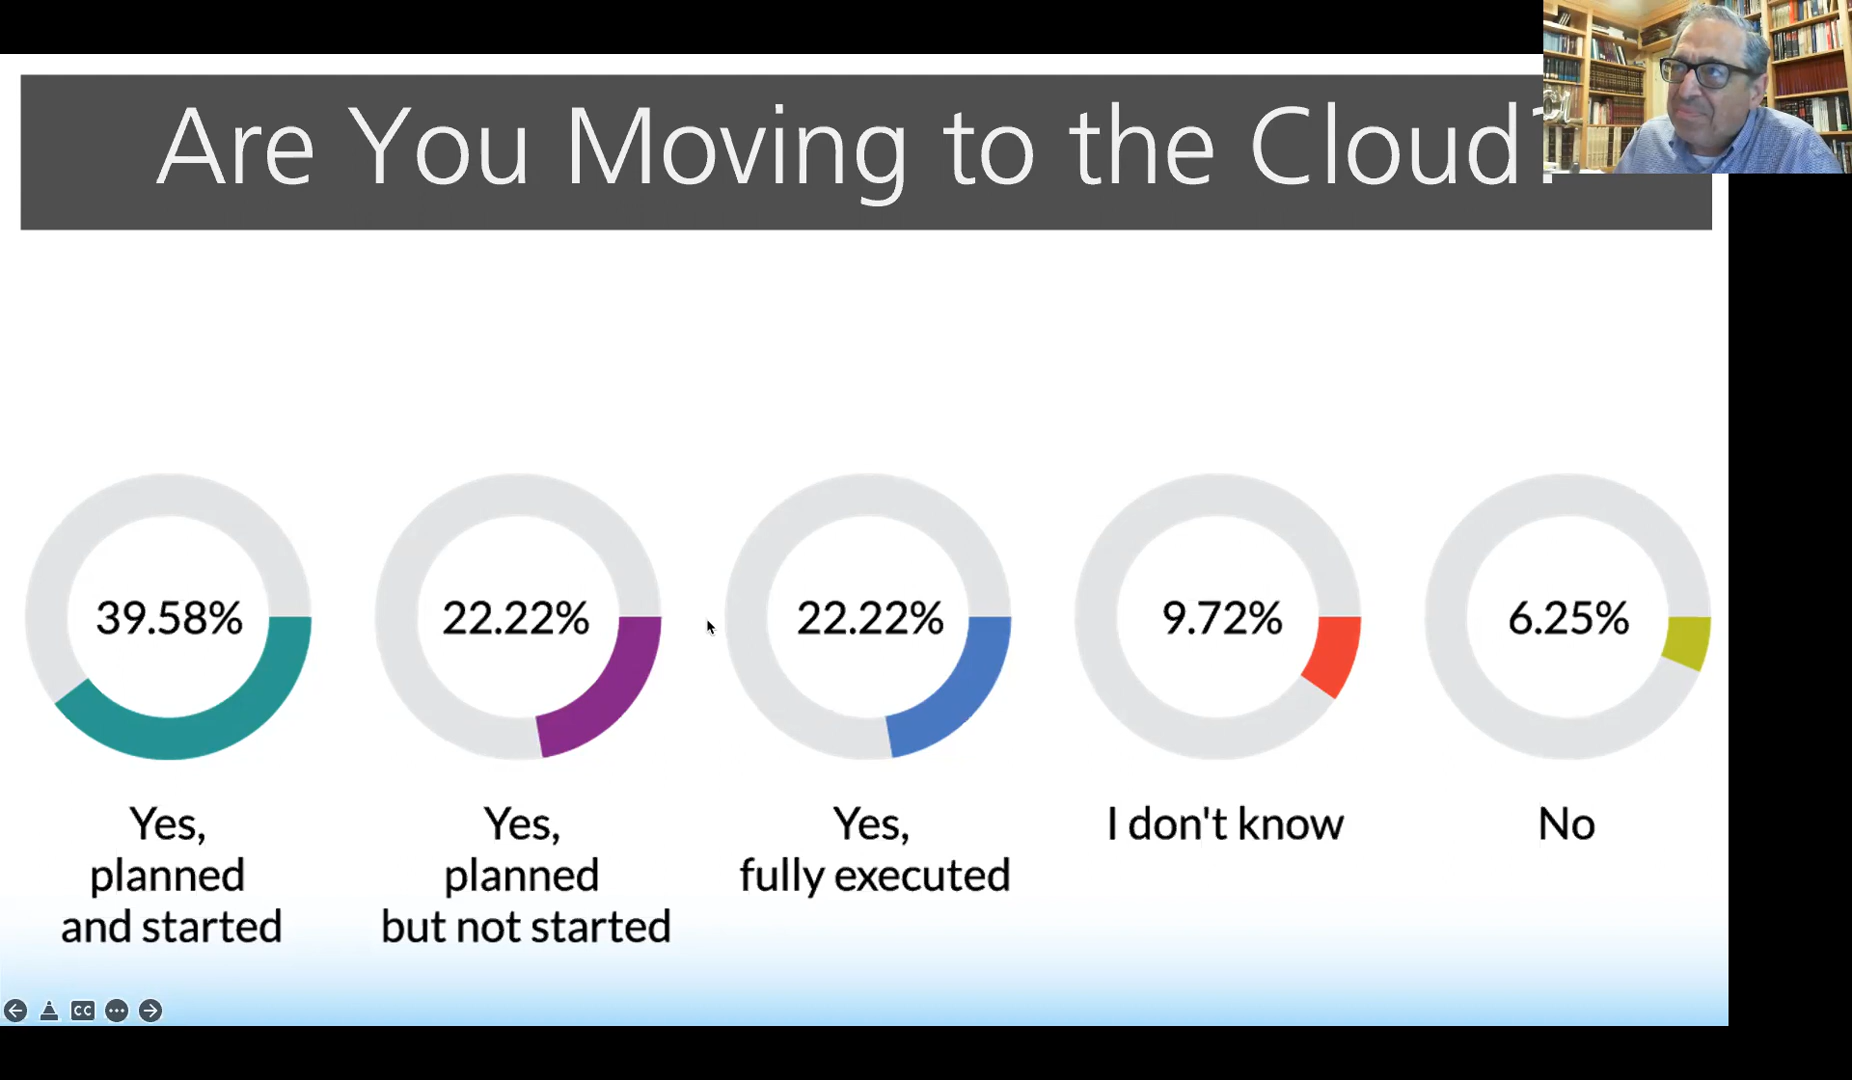 Are You Moving to the Cloud?
39.58%
22.22%
22.22%
9.72%
6.25%
Yes,
planned
and started
Yes,
planned
but not started
Yes,
fully executed
I don't know
No
CC